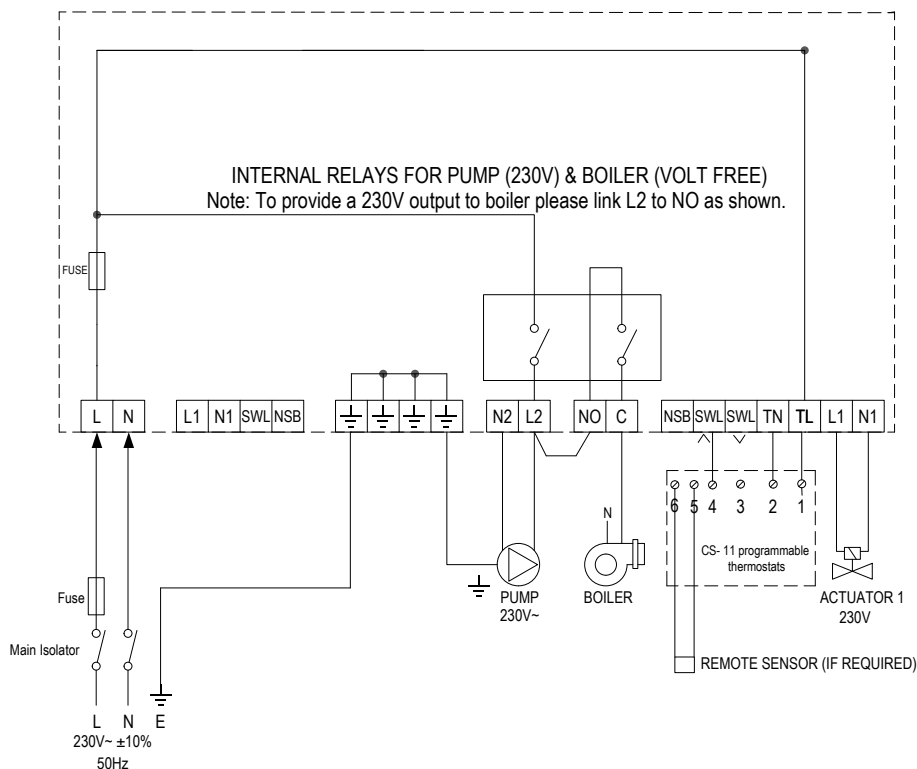 INTERNAL RELAYS FOR PUMP (230V) & BOILER (VOLT FREE)
Note: To provide a 230V output to boiler please link L2 to NO as shown.
FUSE
L N L1 N1 SWL NSB N2 L2 NO C NSB SWL SWL TN TL L1 N1
6 5 4 3 2 1
N
CS- 11 programmable
thermostats
Fuse
PUMP
230V~
BOILER
ACTUATOR 1
230V
Main Isolator
REMOTE SENSOR (IF REQUIRED)
L N E
230V~ ±10%
50Hz